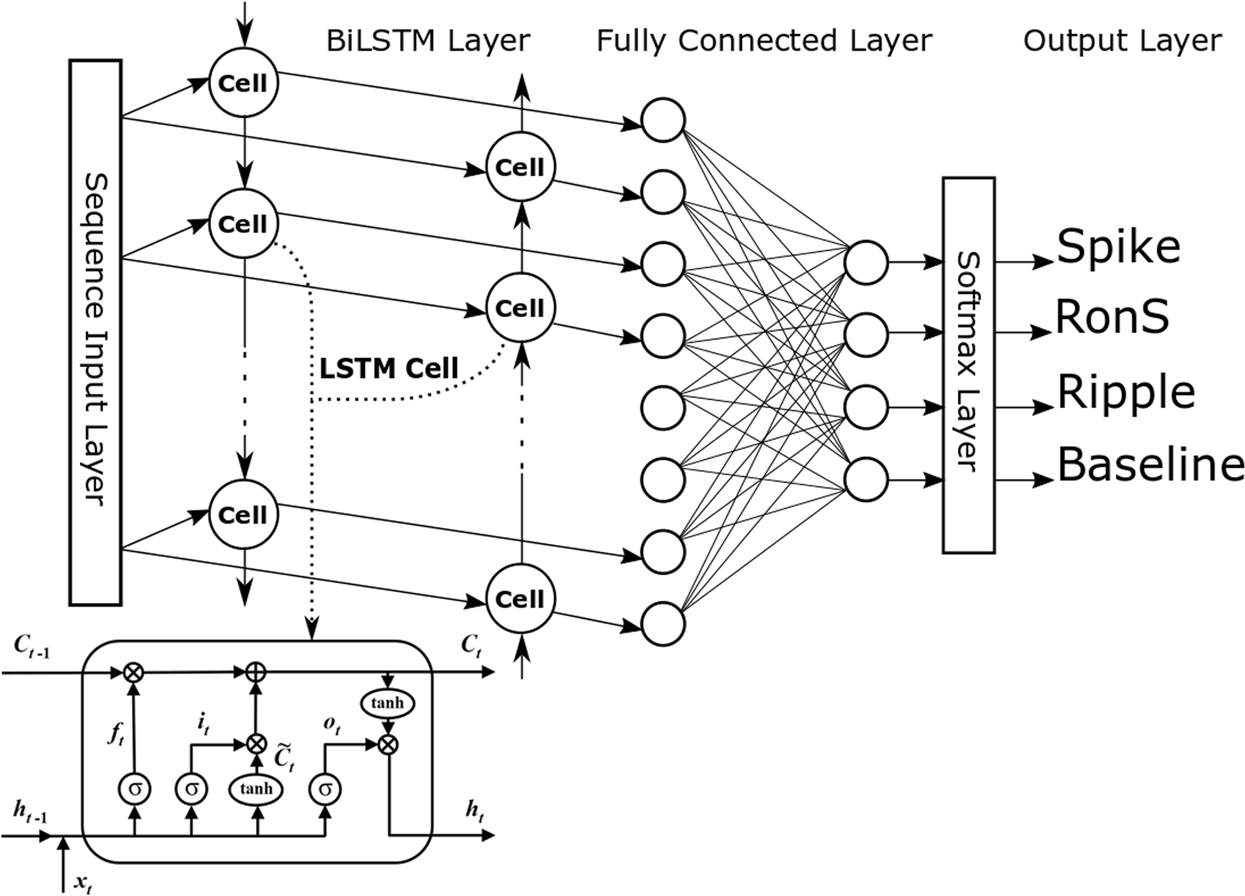 BiLSTM Layer
Fully Connected Layer
Output Layer
Sequence Input Layer
Cell
Cell
Cell
Cell
Cell
Cell
LSTM Cell
Softmax Layer
Spike
RonS
Ripple
Baseline
C_{t-1}
C_t
f_t
i_t
C̃_t
o_t
tanh
σ
σ
tanh
σ
h_{t-1}
h_t
x_t